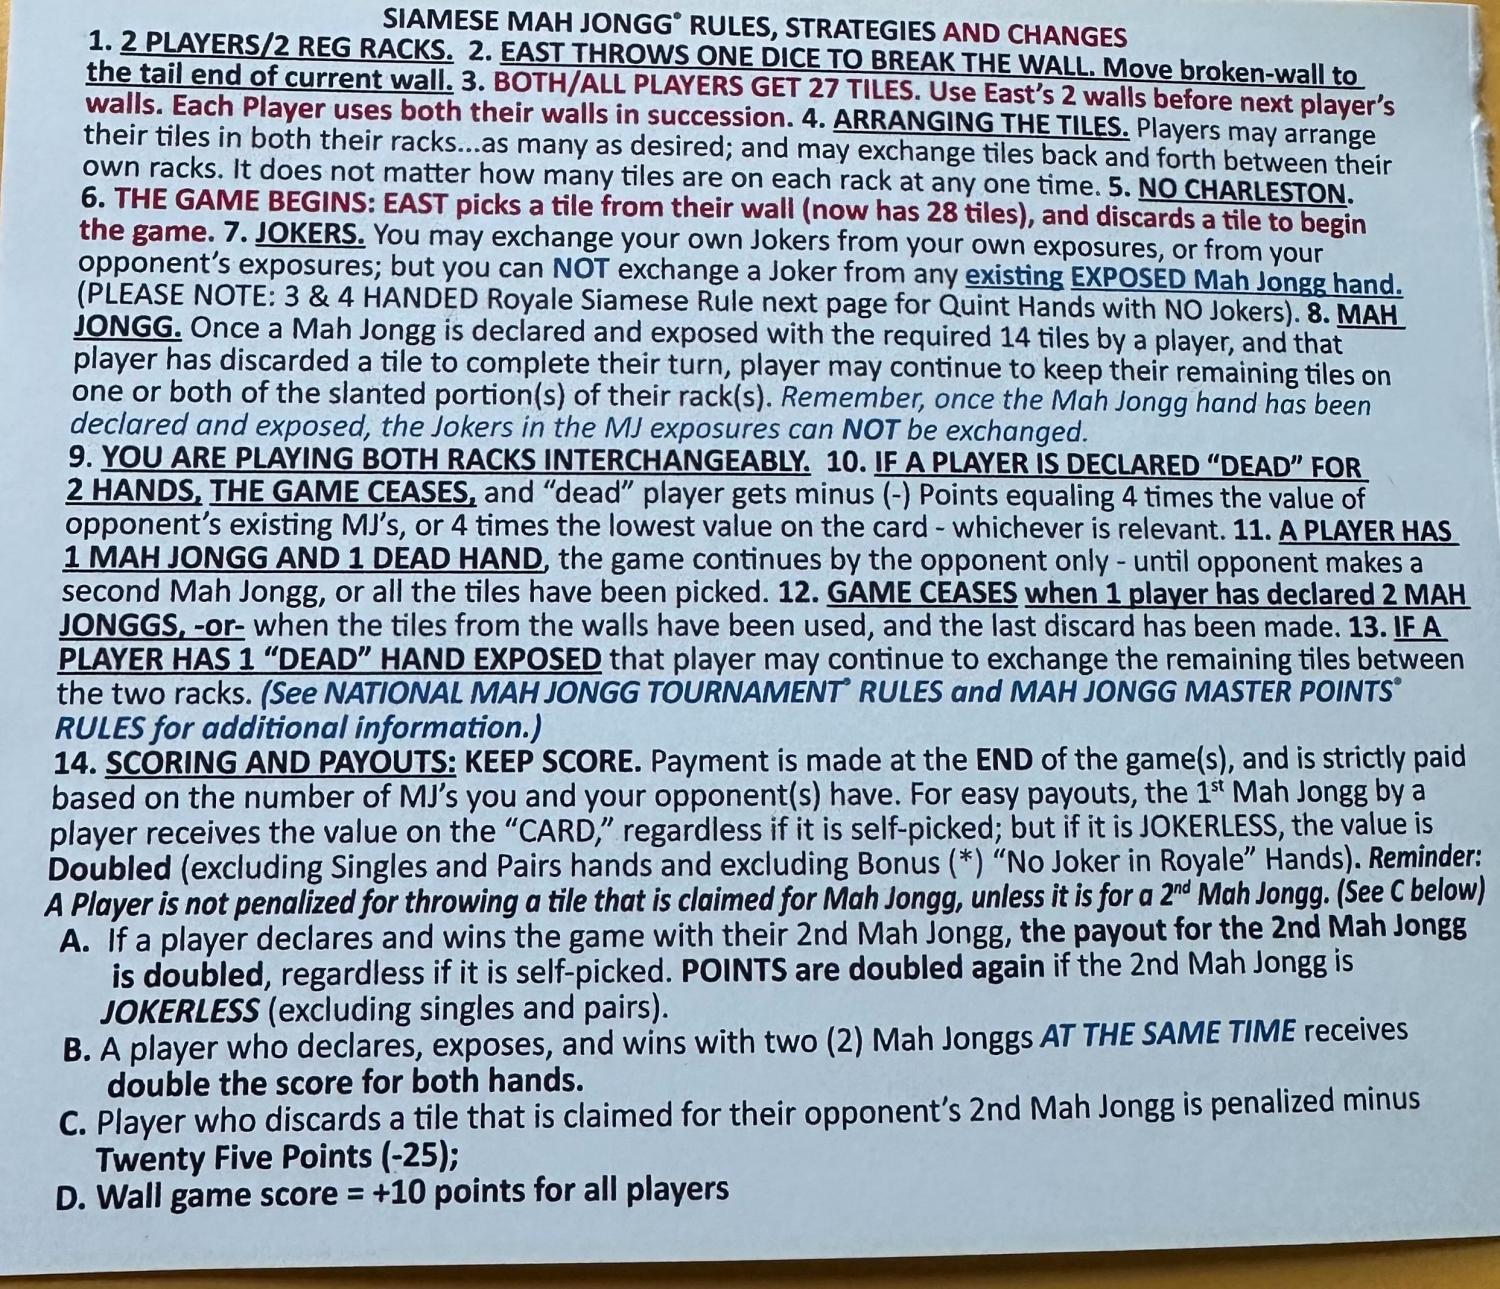 SIAMESE MAH JONGG® RULES, STRATEGIES AND CHANGES
1. 2 PLAYERS/2 REG RACKS. 2. EAST THROWS ONE DICE TO BREAK THE WALL. Move broken-wall to
the tail end of current wall. 3. BOTH/ALL PLAYERS GET 27 TILES. Use East's 2 walls before next player's
walls. Each Player uses both their walls in succession. 4. ARRANGING THE TILES. Players may arrange
their tiles in both their racks...as many as desired; and may exchange tiles back and forth between their
own racks. It does not matter how many tiles are on each rack at any one time. 5. NO CHARLESTON.
6. THE GAME BEGINS: EAST picks a tile from their wall (now has 28 tiles), and discards a tile to begin
the game. 7. JOKERS. You may exchange your own Jokers from your own exposures, or from your
opponent's exposures; but you can NOT exchange a Joker from any existing EXPOSED Mah Jongg hand.
(PLEASE NOTE: 3 & 4 HANDED Royale Siamese Rule next page for Quint Hands with NO Jokers). 8. MAH
JONGG. Once a Mah Jongg is declared and exposed with the required 14 tiles by a player, and that
player has discarded a tile to complete their turn, player may continue to keep their remaining tiles on
one or both of the slanted portion(s) of their rack(s). Remember, once the Mah Jongg hand has been
declared and exposed, the Jokers in the MJ exposures can NOT be exchanged.
9. YOU ARE PLAYING BOTH RACKS INTERCHANGEABLY. 10. IF A PLAYER IS DECLARED "DEAD" FOR
2 HANDS, THE GAME CEASES, and "dead" player gets minus (-) Points equaling 4 times the value of
opponent's existing MJ's, or 4 times the lowest value on the card - whichever is relevant. 11. A PLAYER HAS
1 MAH JONGG AND 1 DEAD HAND, the game continues by the opponent only - until opponent makes a
second Mah Jongg, or all the tiles have been picked. 12. GAME CEASES when 1 player has declared 2 MAH
JONGGS, -or- when the tiles from the walls have been used, and the last discard has been made. 13. IF A
PLAYER HAS 1 "DEAD" HAND EXPOSED that player may continue to exchange the remaining tiles between
the two racks. (See NATIONAL MAH JONGG TOURNAMENT® RULES and MAH JONGG MASTER POINTS®
RULES for additional information.)
14. SCORING AND PAYOUTS: KEEP SCORE. Payment is made at the END of the game(s), and is strictly paid
based on the number of MJ's you and your opponent(s) have. For easy payouts, the 1st Mah Jongg by a
player receives the value on the "CARD," regardless if it is self-picked; but if it is JOKERLESS, the value is
Doubled (excluding Singles and Pairs hands and excluding Bonus (*) "No Joker in Royale" Hands). Reminder:
A Player is not penalized for throwing a tile that is claimed for Mah Jongg, unless it is for a 2nd Mah Jongg. (See C below)
A. If a player declares and wins the game with their 2nd Mah Jongg, the payout for the 2nd Mah Jongg
is doubled, regardless if it is self-picked. POINTS are doubled again if the 2nd Mah Jongg is
JOKERLESS (excluding singles and pairs).
B. A player who declares, exposes, and wins with two (2) Mah Jonggs AT THE SAME TIME receives
double the score for both hands.
C. Player who discards a tile that is claimed for their opponent's 2nd Mah Jongg is penalized minus
Twenty Five Points (-25);
D. Wall game score = +10 points for all players